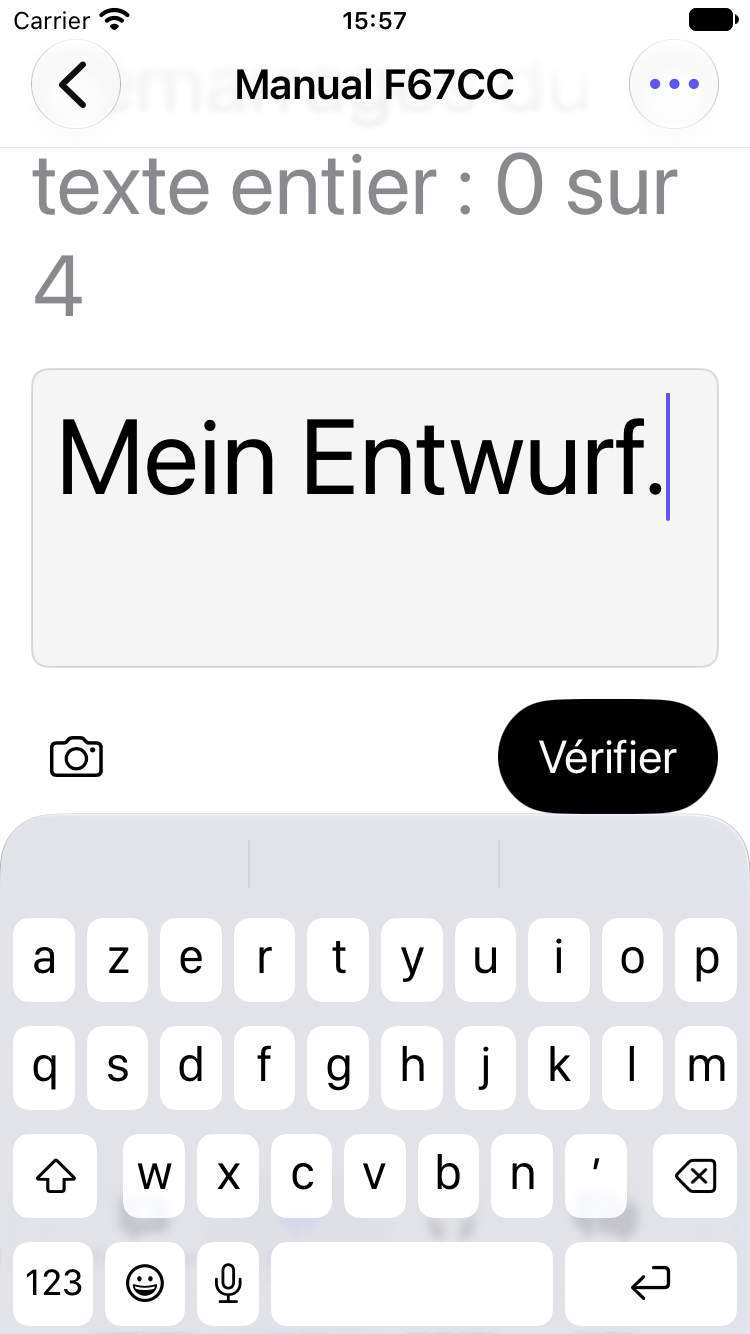 Carrier 15:57
Manual F67CC
texte entier : 0 sur
4
Mein Entwurf.
Vérifier
a z e r t y u i o p
q s d f g h j k l m
w x c v b n ’
123